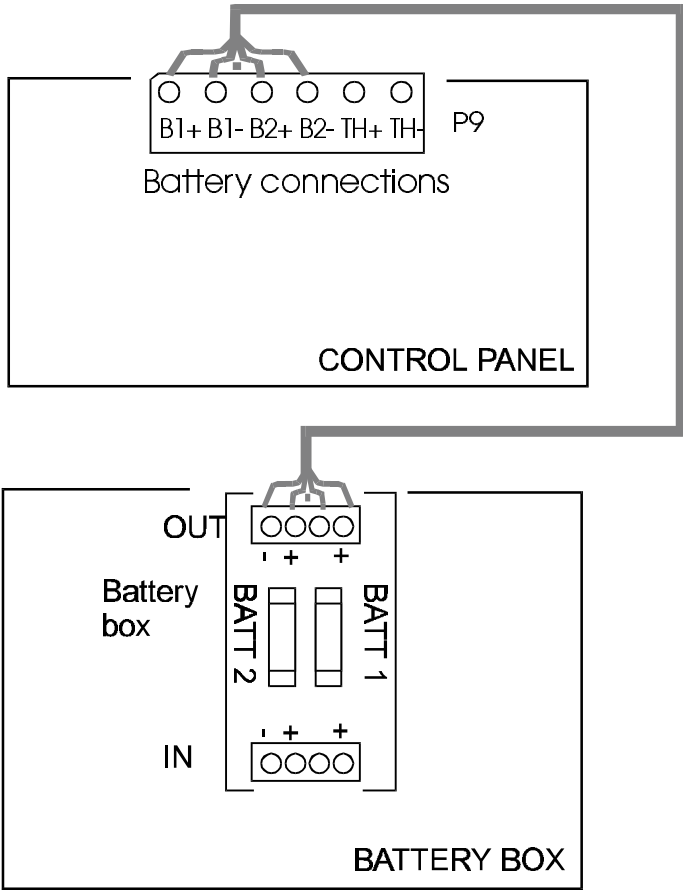 B1+ B1- B2+ B2- TH+ TH-
P9
Battery connections
CONTROL PANEL
OUT
- + +
Battery
box
BATT 2
BATT 1
- + +
IN
BATTERY BOX